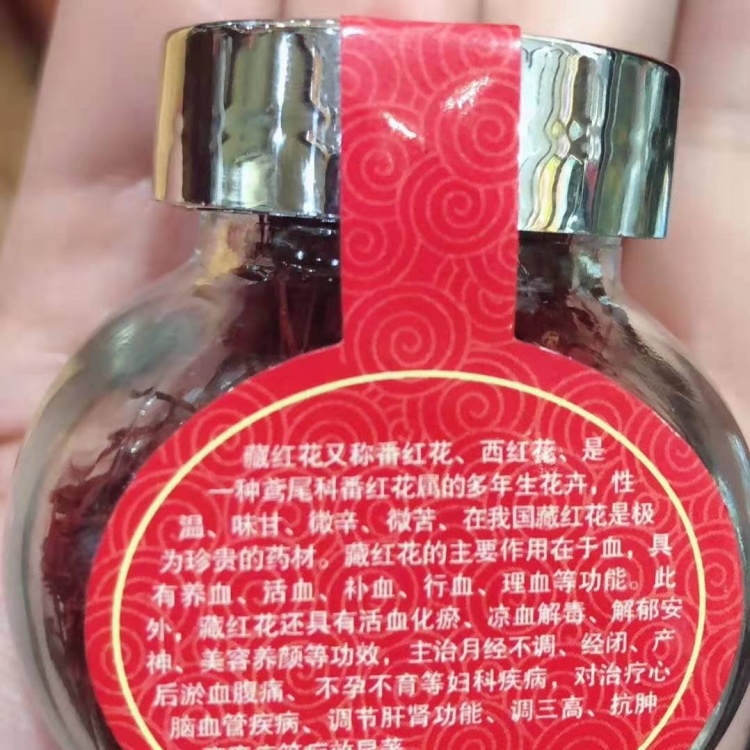 藏红花又称番红花、西红花、是
一种鸢尾科番红花属的多年生花卉，性
温、味甘、微辛、微苦、在我国藏红花是极
为珍贵的药材。藏红花的主要作用在于血，具
有养血、活血、补血、行血、理血等功能。此
外，藏红花还具有活血化瘀、凉血解毒、解郁安
神、美容养颜等功效，主治月经不调、经闭、产
后淤血腹痛、不孕不育等妇科疾病，对治疗心
脑血管疾病、调节肝肾功能、调三高、抗肿